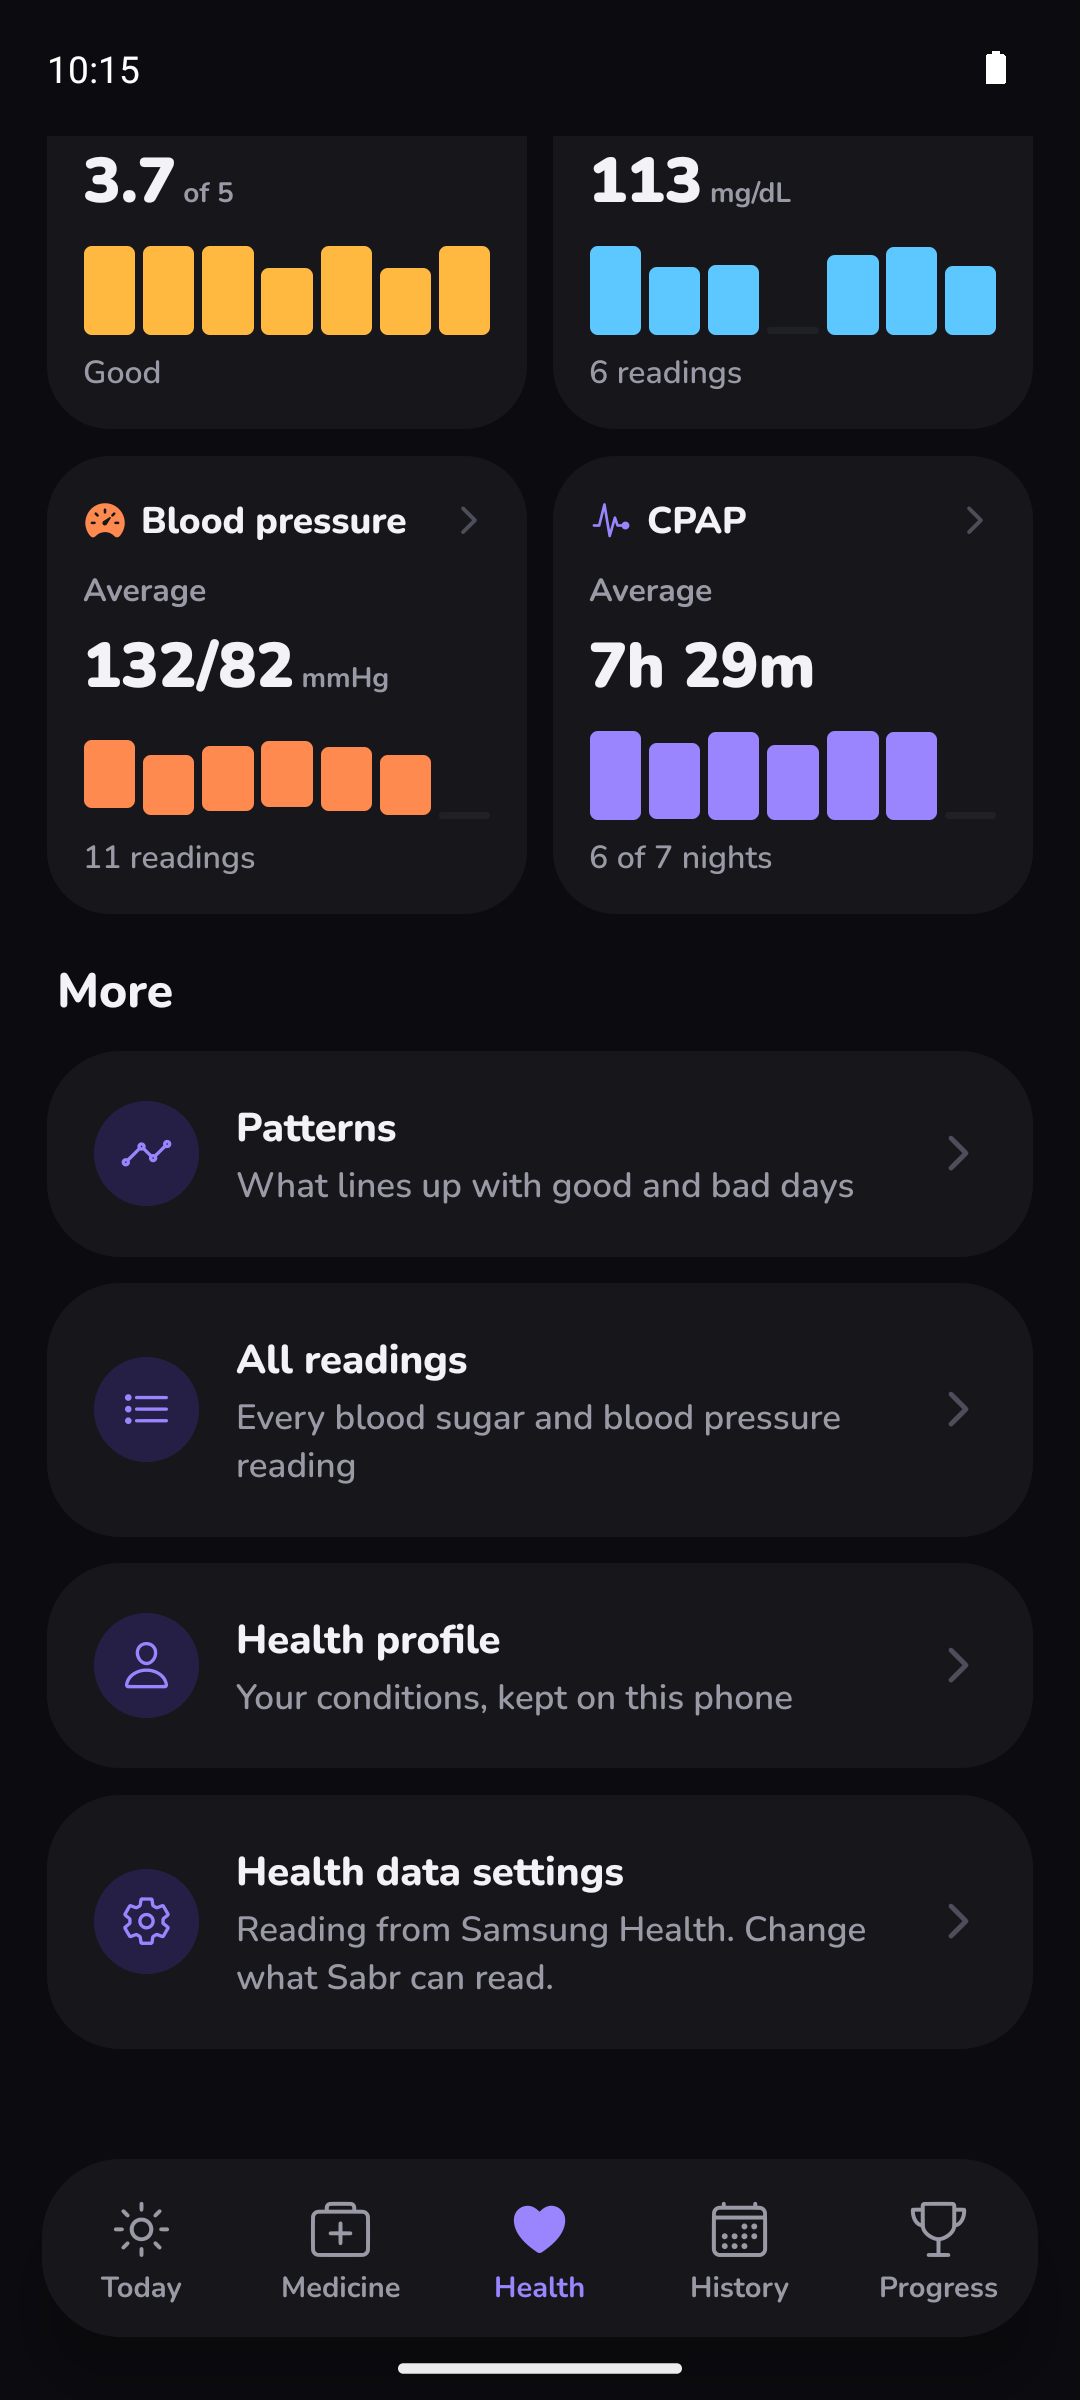 10:15
3.7 of 5
Good
113 mg/dL
6 readings
Blood pressure
Average
132/82 mmHg
11 readings
CPAP
Average
7h 29m
6 of 7 nights
More
Patterns
What lines up with good and bad days
All readings
Every blood sugar and blood pressure
reading
Health profile
Your conditions, kept on this phone
Health data settings
Reading from Samsung Health. Change
what Sabr can read.
Today
Medicine
Health
History
Progress